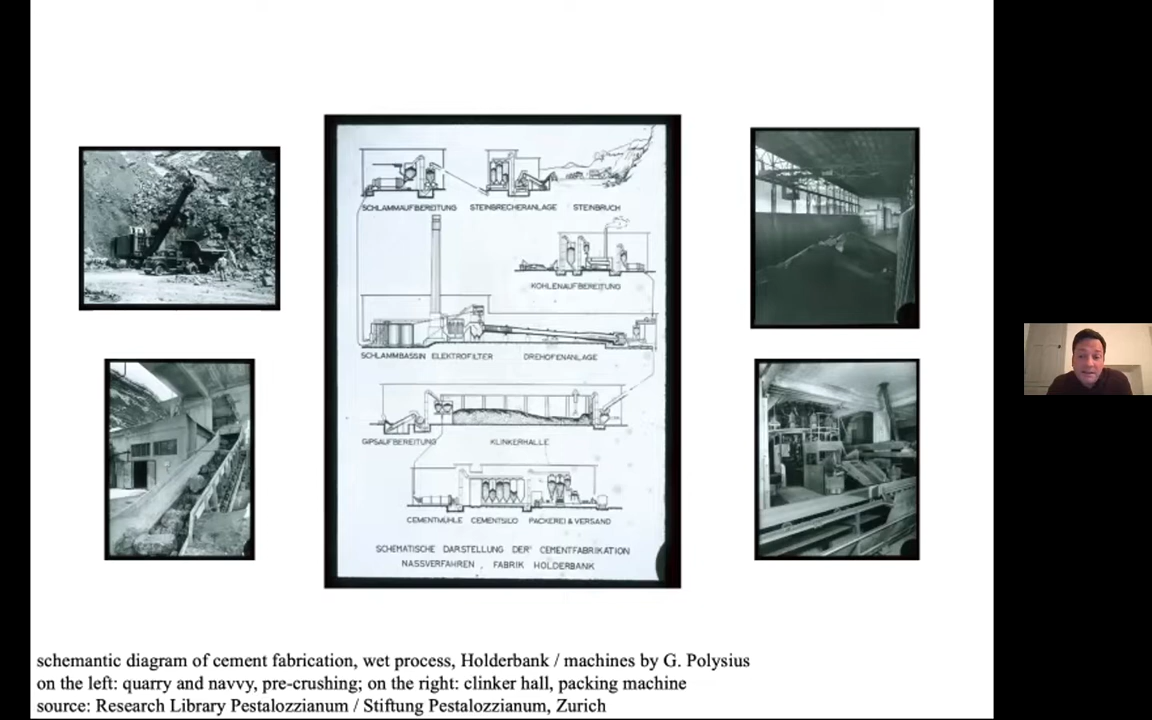 SCHLAMMAUFBEREITUNG STEINBRECHERANLAGE STEINBRUCH
KOHLENAUFBEREITUNG
SCHLAMMBASSIN ELEKTROFILTER DREHOFENANLAGE
GIPSAUFBEREITUNG KLINKERHALLE
CEMENTMÜHLE CEMENTSILO PACKEREI & VERSAND
SCHEMATISCHE DARSTELLUNG DER CEMENTFABRIKATION
NASSVERFAHREN . FABRIK HOLDERBANK
schemantic diagram of cement fabrication, wet process, Holderbank / machines by G. Polysius
on the left: quarry and navvy, pre-crushing; on the right: clinker hall, packing machine
source: Research Library Pestalozzianum / Stiftung Pestalozzianum, Zurich